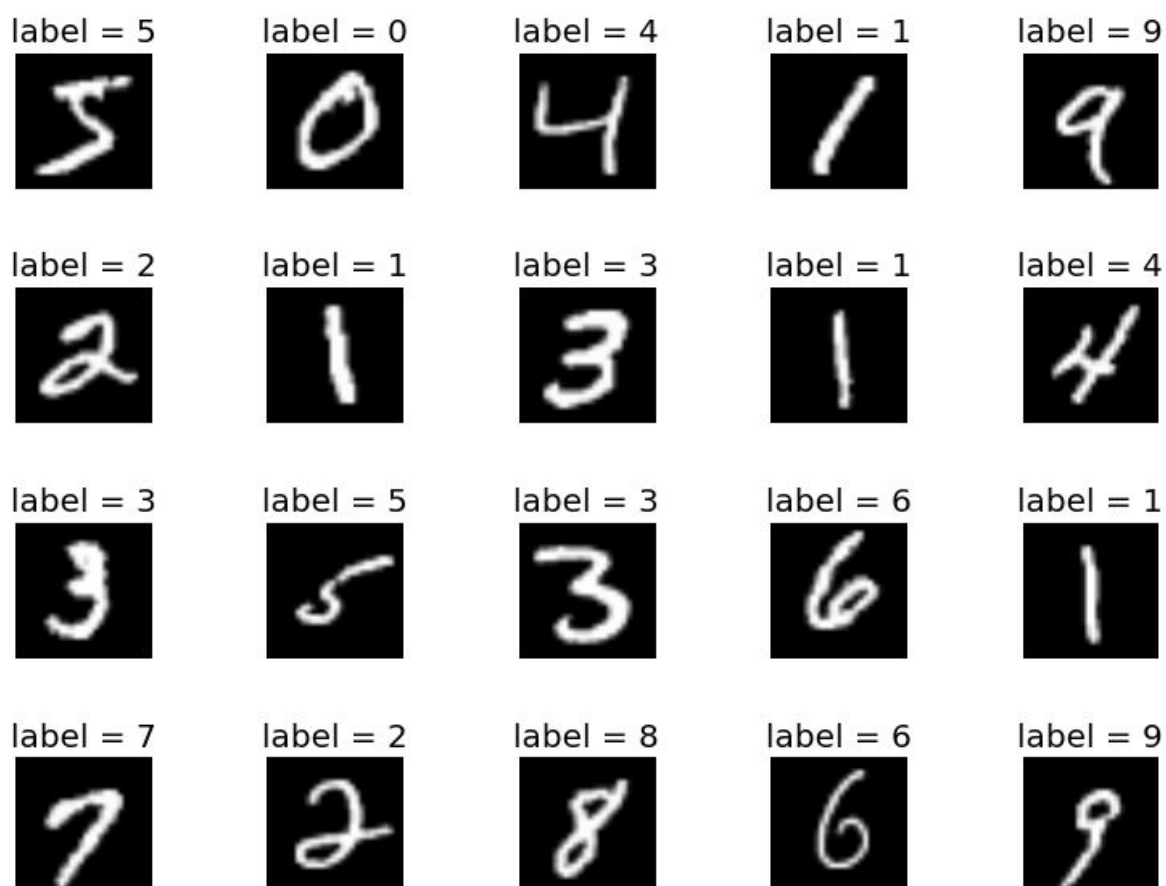 label = 5 label = 0 label = 4 label = 1 label = 9
5 0 4 1 9
label = 2 label = 1 label = 3 label = 1 label = 4
2 1 3 1 4
label = 3 label = 5 label = 3 label = 6 label = 1
3 5 3 6 1
label = 7 label = 2 label = 8 label = 6 label = 9
7 2 8 6 9